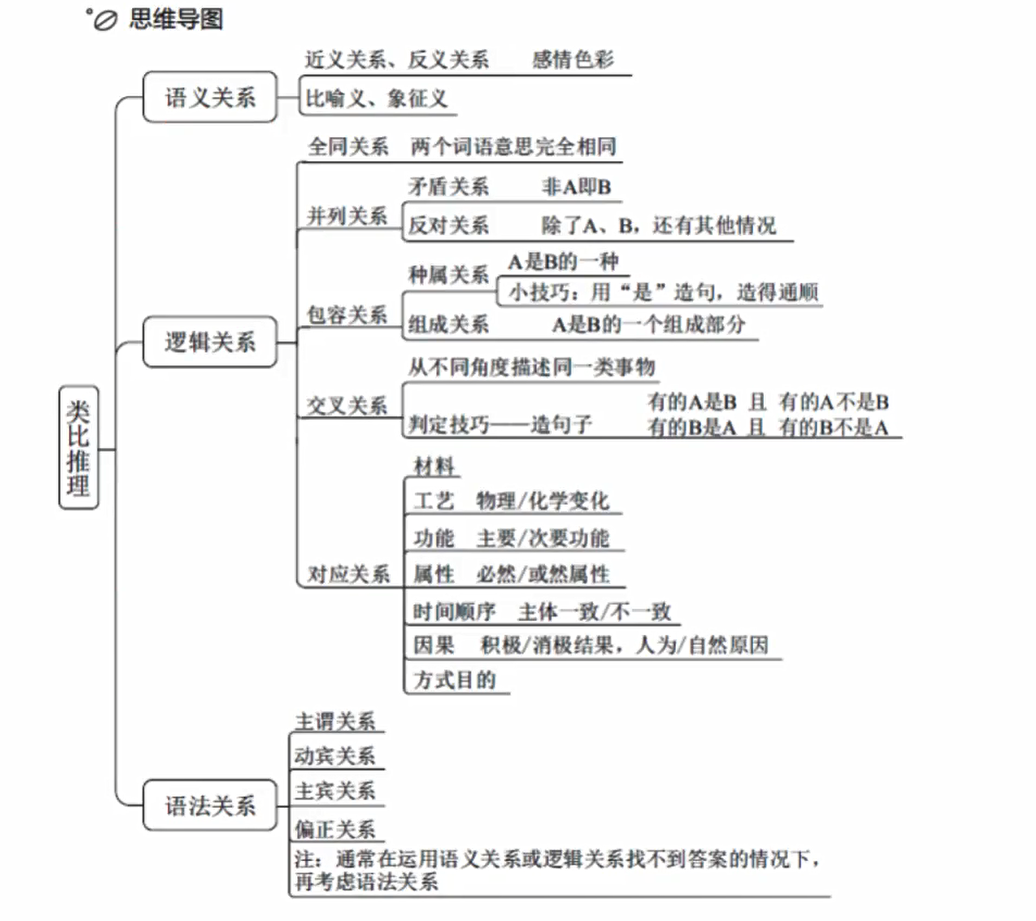 思维导图
近义关系、反义关系 感情色彩
语义关系
比喻义、象征义
全同关系 两个词语意思完全相同
矛盾关系 非A即B
并列关系
反对关系 除了A、B，还有其他情况
A是B的一种
种属关系
小技巧：用“是”造句，造得通顺
包容关系
组成关系 A是B的一个组成部分
逻辑关系
从不同角度描述同一类事物
交叉关系
有的A是B 且 有的A不是B
判定技巧——造句子
有的B是A 且 有的B不是A
类比推理
材料
工艺 物理/化学变化
功能 主要/次要功能
对应关系
属性 必然/或然属性
时间顺序 主体一致/不一致
因果 积极/消极结果，人为/自然原因
方式目的
主谓关系
动宾关系
主宾关系
语法关系
偏正关系
注：通常在运用语义关系或逻辑关系找不到答案的情况下，
再考虑语法关系